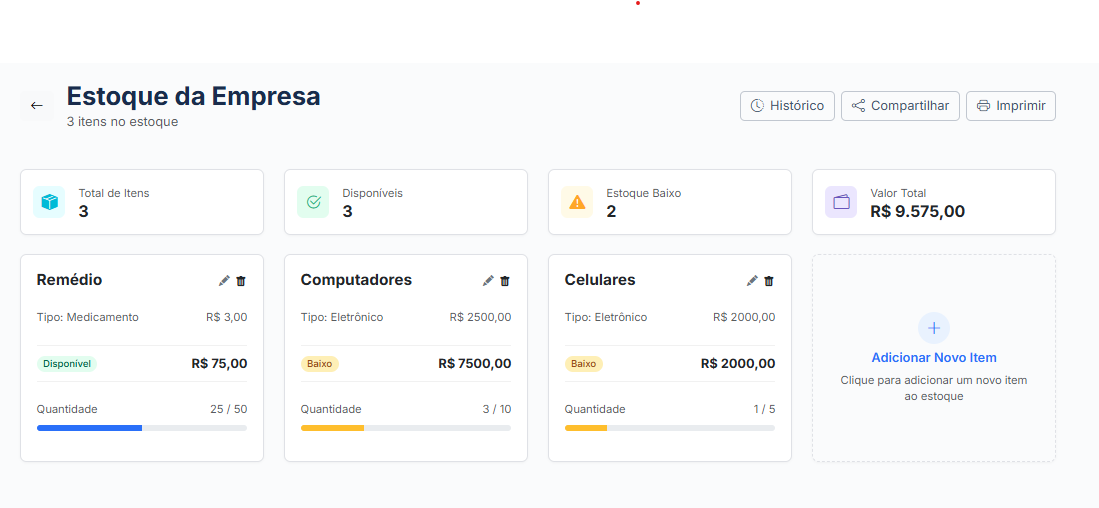 Estoque da Empresa
3 itens no estoque
Histórico
Compartilhar
Imprimir
Total de Itens
3
Disponíveis
3
Estoque Baixo
2
Valor Total
R$ 9.575,00
Remédio
Tipo: Medicamento R$ 3,00
Disponível R$ 75,00
Quantidade 25 / 50
Computadores
Tipo: Eletrônico R$ 2500,00
Baixo R$ 7500,00
Quantidade 3 / 10
Celulares
Tipo: Eletrônico R$ 2000,00
Baixo R$ 2000,00
Quantidade 1 / 5
Adicionar Novo Item
Clique para adicionar um novo item
ao estoque